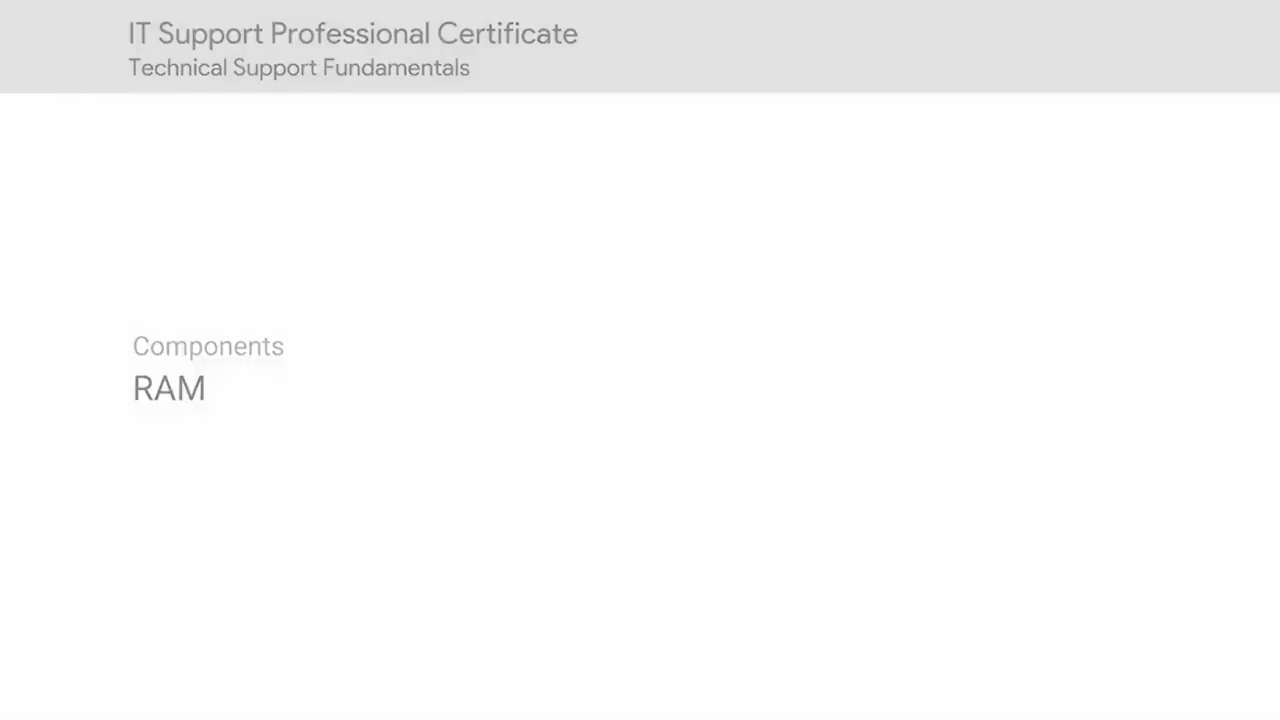 IT Support Professional Certificate
Technical Support Fundamentals
Components
RAM